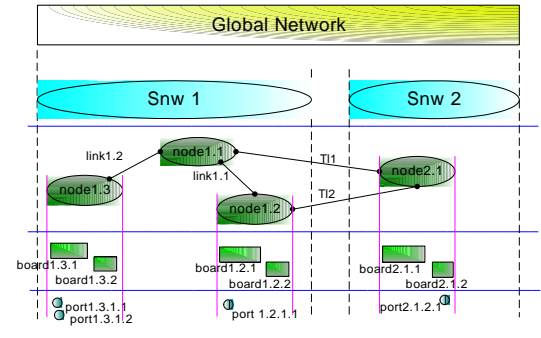 Global Network
Snw 1
Snw 2
node1.1
link1.2
Tl1
link1.1
node2.1
node1.3
Tl2
node1.2
board1.3.1
board1.2.1
board2.1.1
board1.3.2
board1.2.2
board2.1.2
port1.3.1.1
port 1.2.1.1
port2.1.2.1
port1.3.1.2